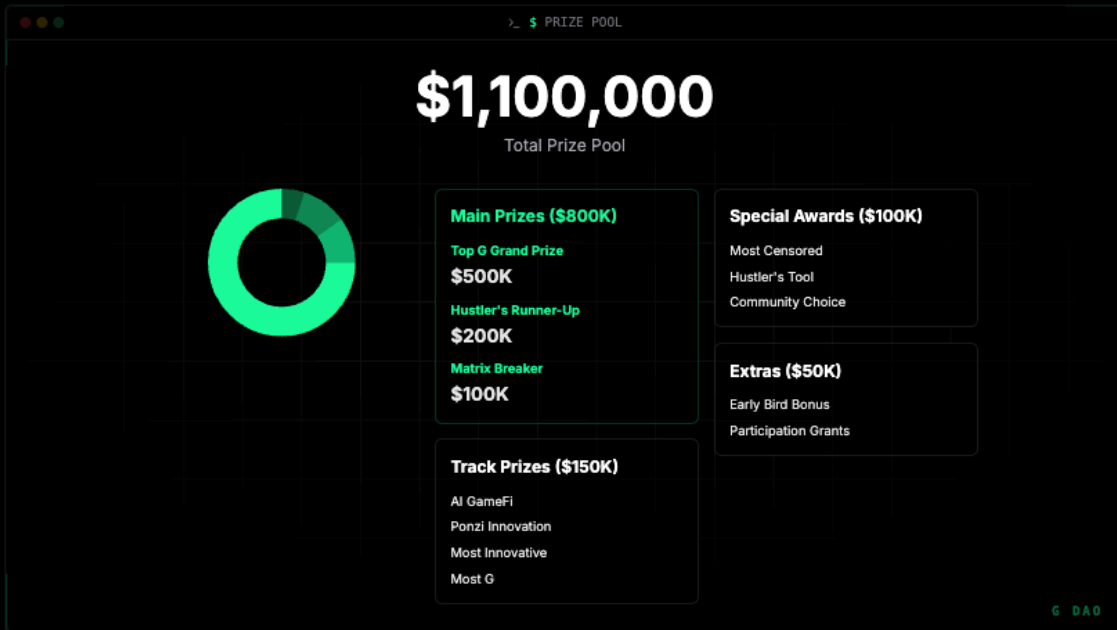 >_ $ PRIZE POOL
$1,100,000
Total Prize Pool
Main Prizes ($800K)
Top G Grand Prize
$500K
Hustler's Runner-Up
$200K
Matrix Breaker
$100K
Track Prizes ($150K)
AI GameFi
Ponzi Innovation
Most Innovative
Most G
Special Awards ($100K)
Most Censored
Hustler's Tool
Community Choice
Extras ($50K)
Early Bird Bonus
Participation Grants
G DAO